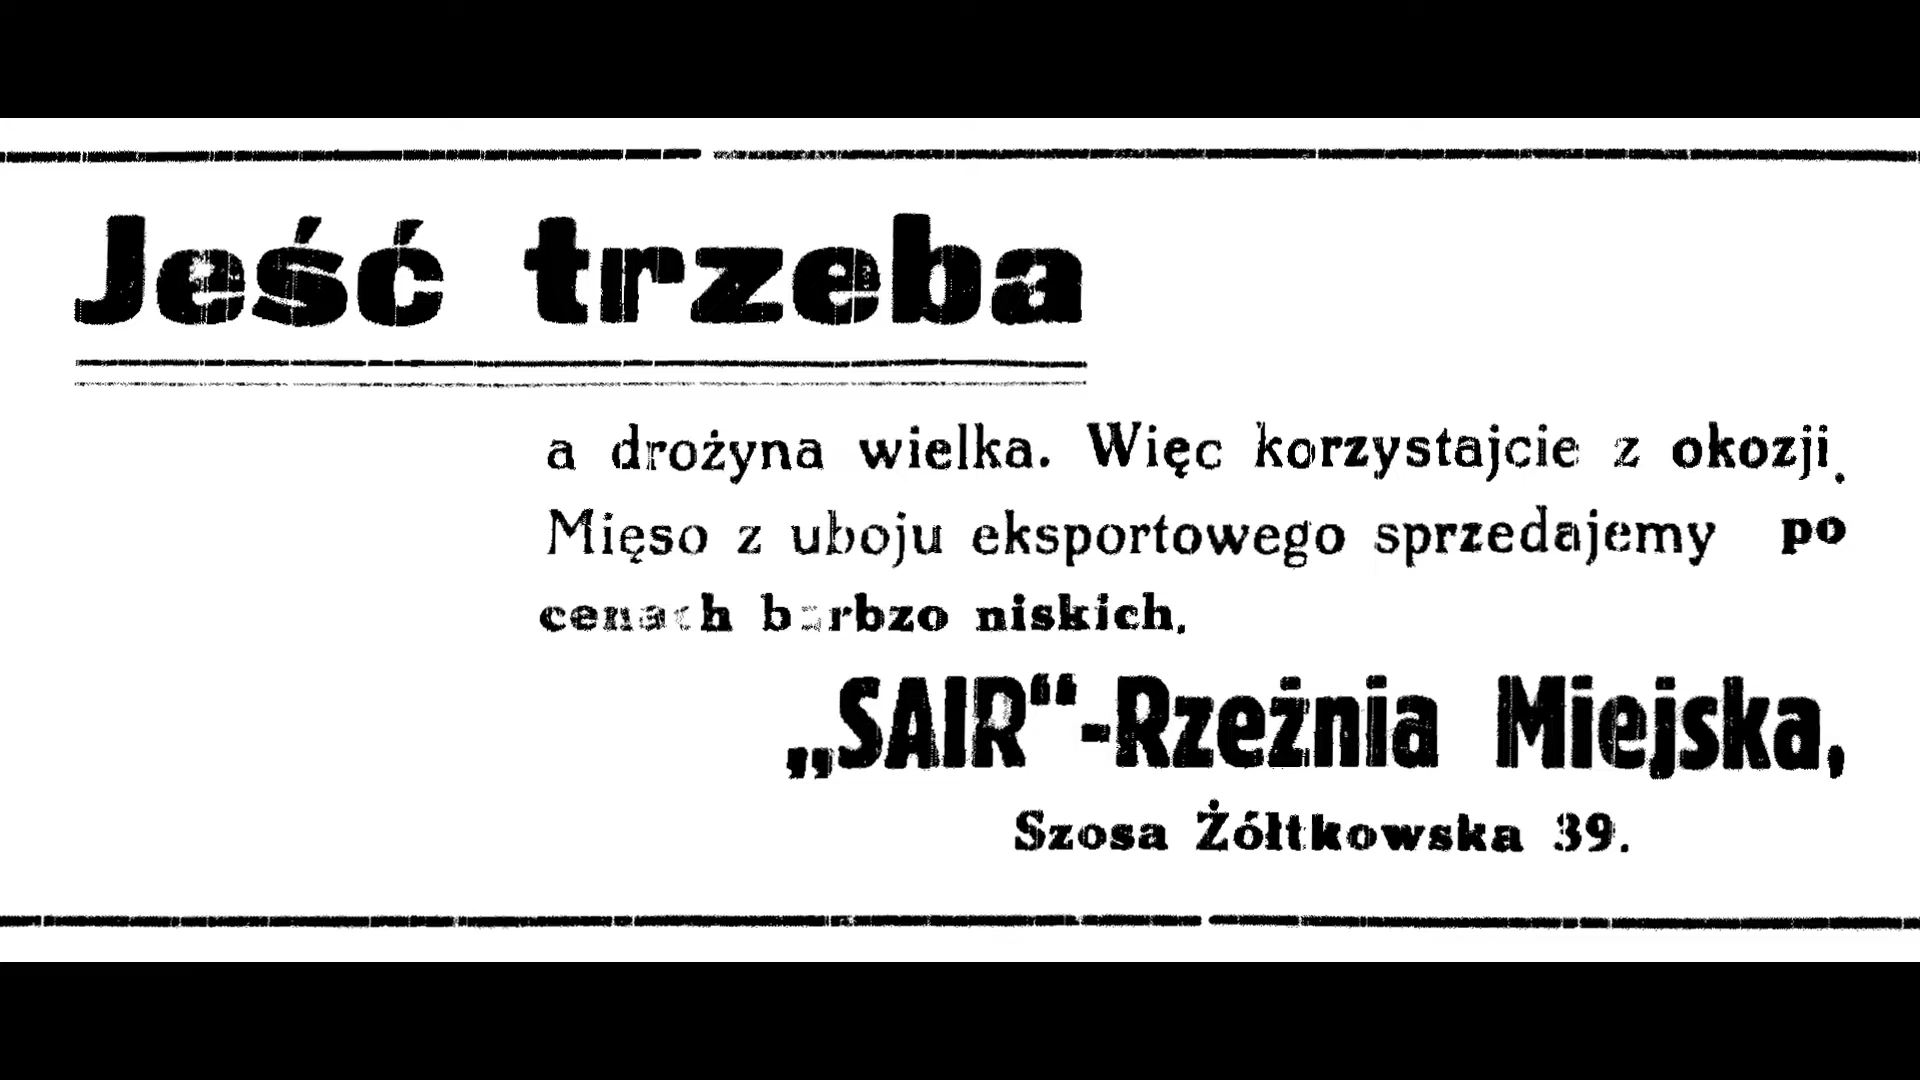 Jeść trzeba
a drożyna wielka. Więc korzystajcie z okozji.
Mięso z uboju eksportowego sprzedajemy po
cenach barbzo niskich.
„SAIR“-Rzeżnia Miejska,
Szosa Żółtkowska 39.